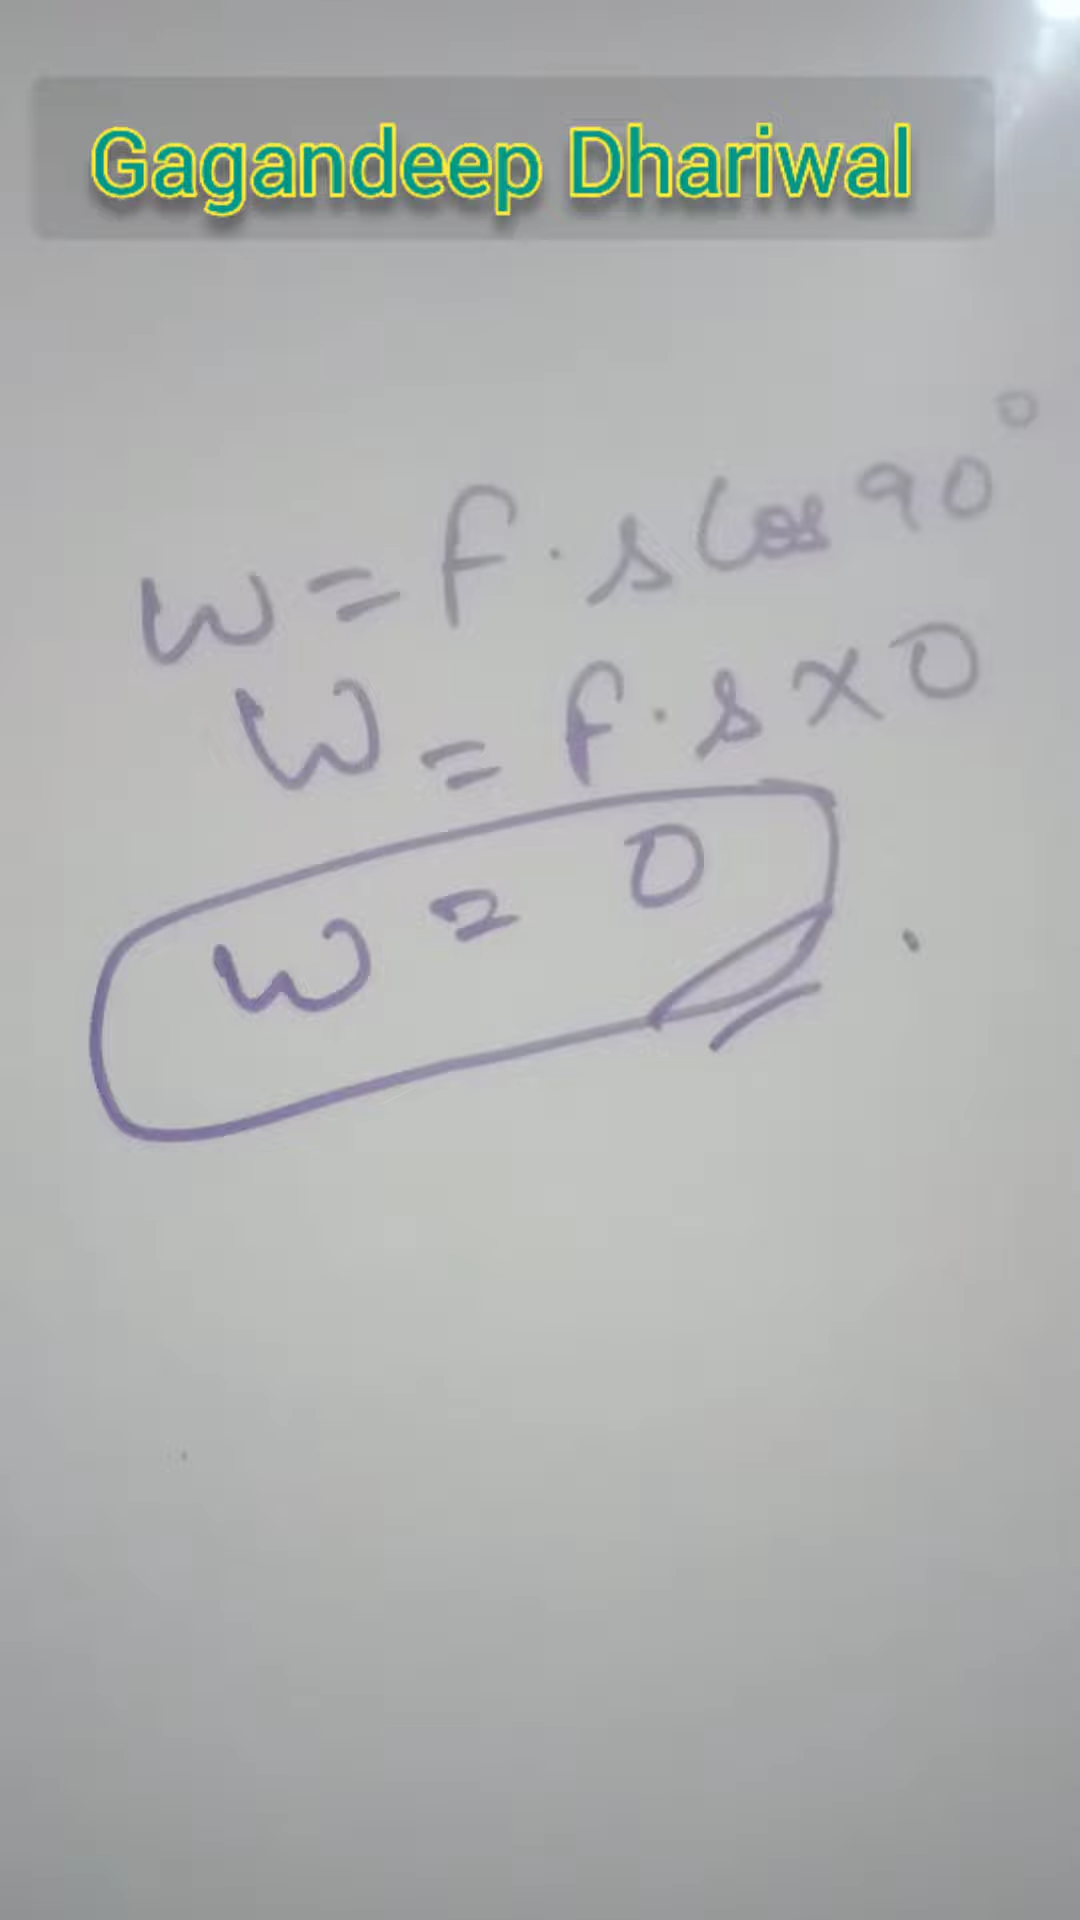 Gagandeep Dhariwal
W = F . s Cos 90°
W = F . s × 0
W = 0